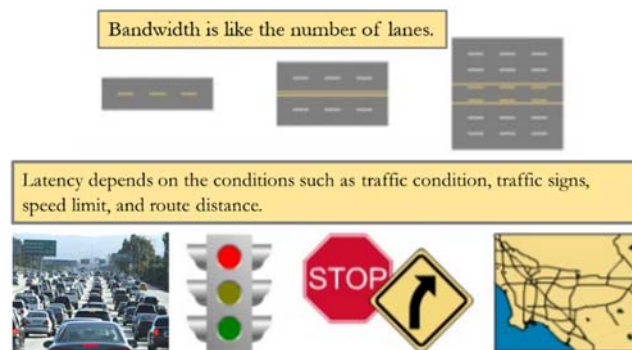 Bandwidth is like the number of lanes.
Latency depends on the conditions such as traffic condition, traffic signs,
speed limit, and route distance.
STOP